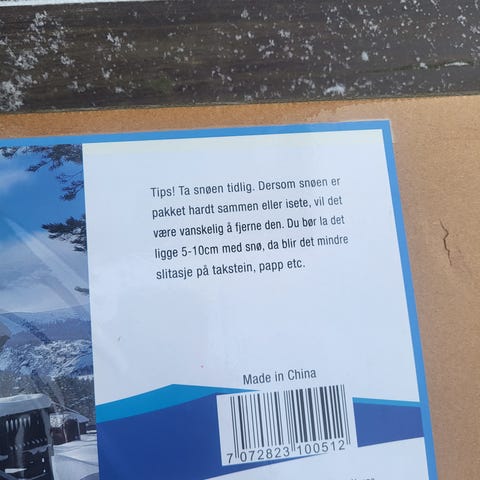 Tips! Ta snøen tidlig. Dersom snøen er
pakket hardt sammen eller isete, vil det
være vanskelig å fjerne den. Du bør la det
ligge 5-10cm med snø, da blir det mindre
slitasje på takstein, papp etc.
Made in China
7 072823 100512